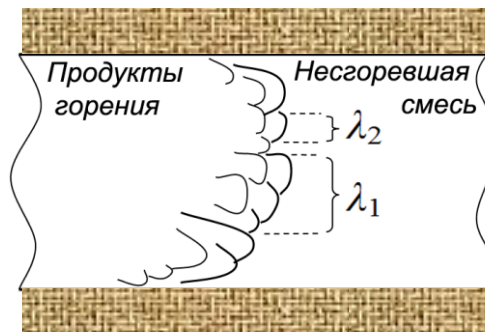 Продукты
горения
Несгоревшая
смесь
λ₂
λ₁